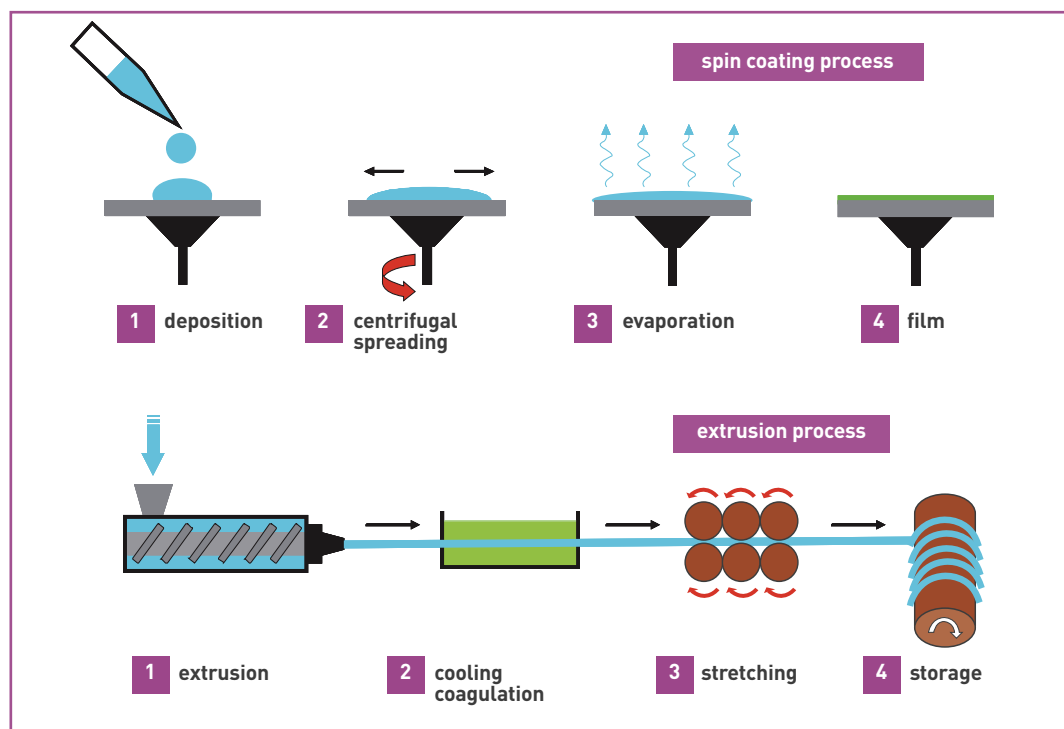 spin coating process
1 deposition
2 centrifugal
spreading
3 evaporation
4 film
extrusion process
1 extrusion
2 cooling
coagulation
3 stretching
4 storage